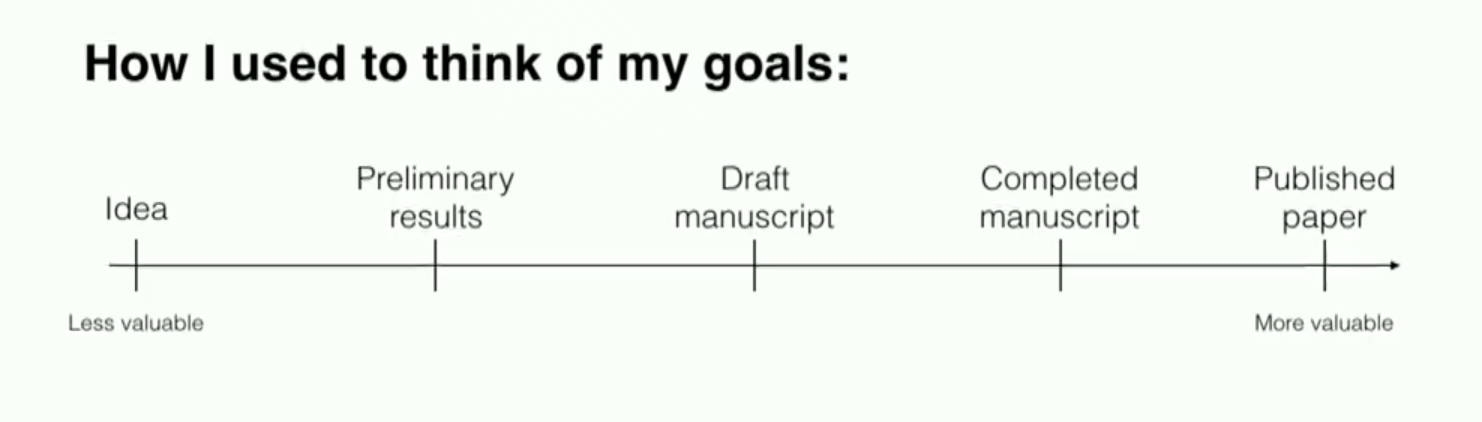 How I used to think of my goals:
Idea
Preliminary
results
Draft
manuscript
Completed
manuscript
Published
paper
Less valuable
More valuable